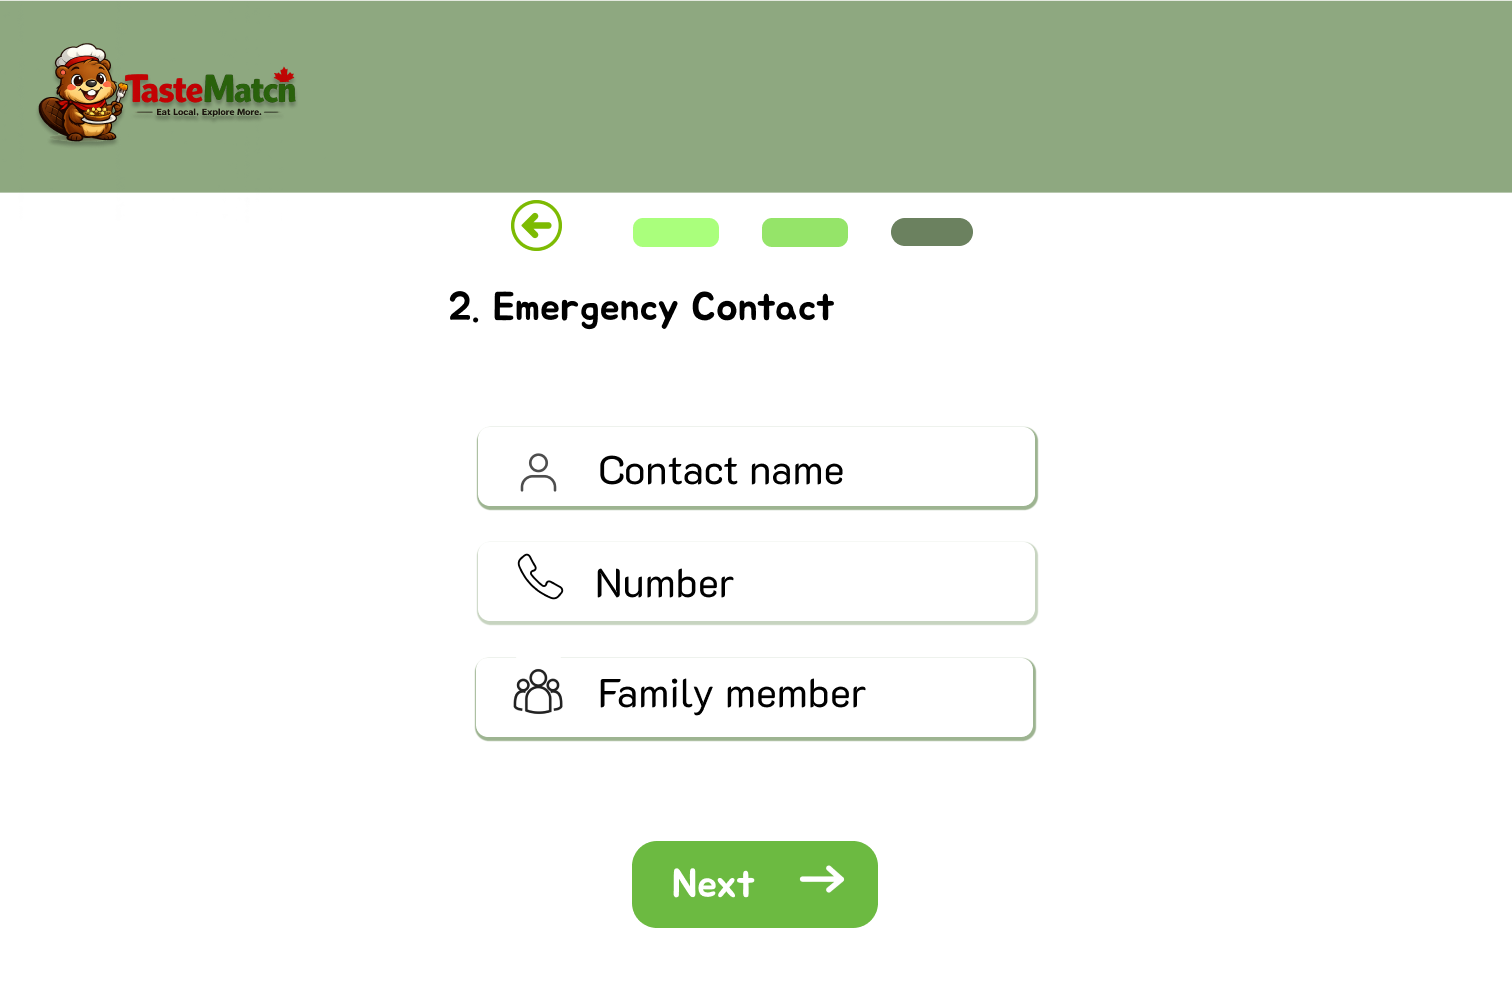 TasteMatch
Eat Local. Explore More.
2. Emergency Contact
Contact name
Number
Family member
Next